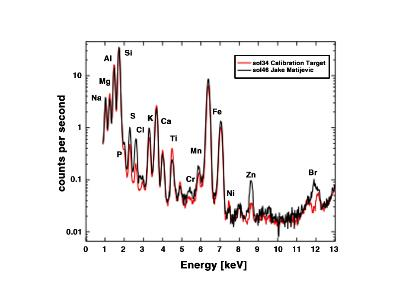 sol34 Calibration Target
sol46 Jake Matijevic
counts per second
10
1
0.1
0.01
Na
Mg
Al
Si
P
S
Cl
K
Ca
Ti
Cr
Mn
Fe
Ni
Zn
Br
0 1 2 3 4 5 6 7 8 9 10 11 12 13
Energy [keV]